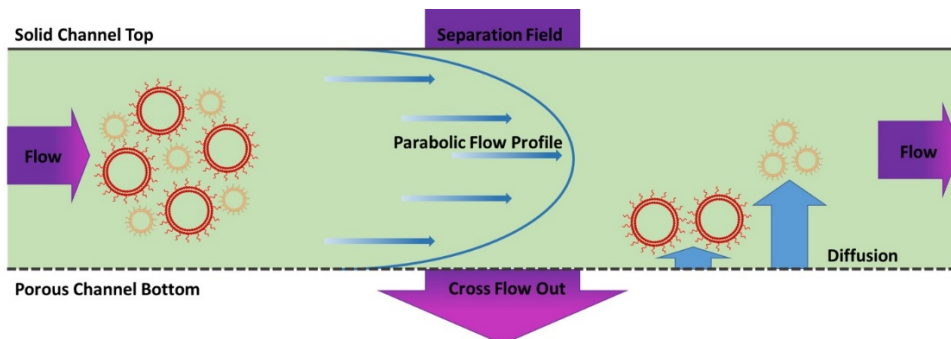 Solid Channel Top
Separation Field
Flow
Parabolic Flow Profile
Flow
Diffusion
Porous Channel Bottom
Cross Flow Out